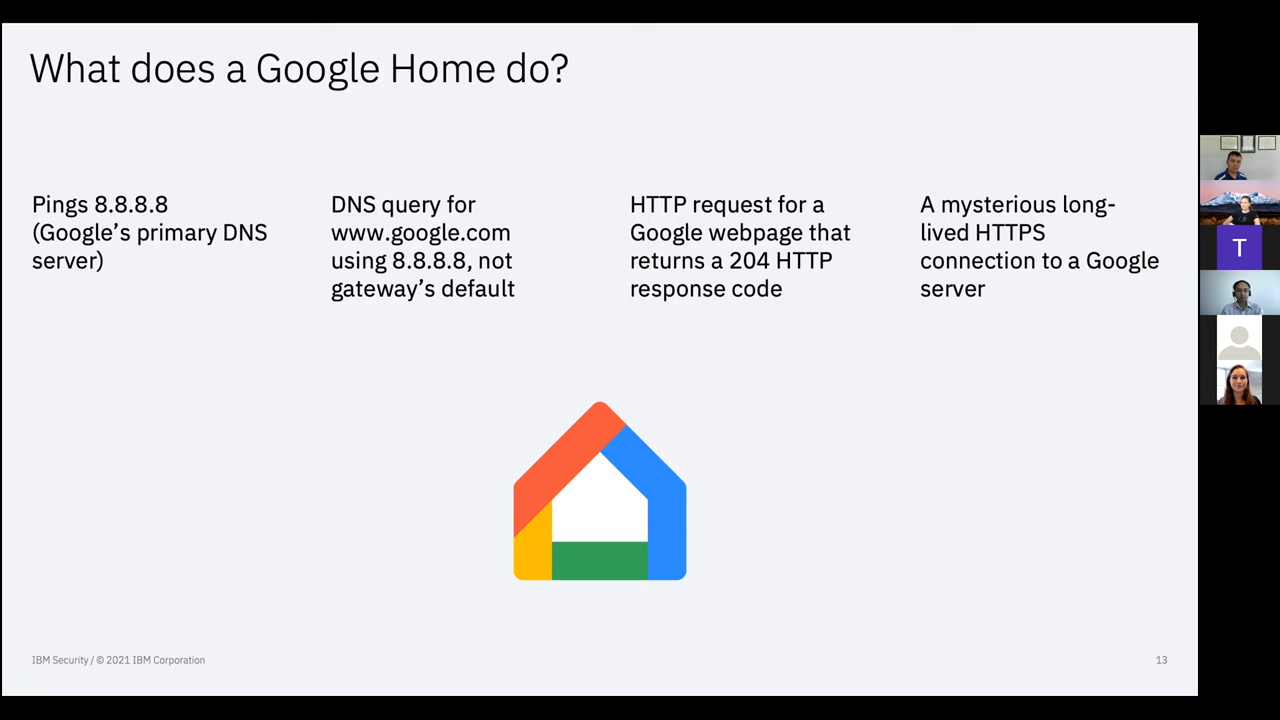 What does a Google Home do?
Pings 8.8.8.8
(Google’s primary DNS
server)
DNS query for
www.google.com
using 8.8.8.8, not
gateway’s default
HTTP request for a
Google webpage that
returns a 204 HTTP
response code
A mysterious long-
lived HTTPS
connection to a Google
server
T
IBM Security / © 2021 IBM Corporation
13